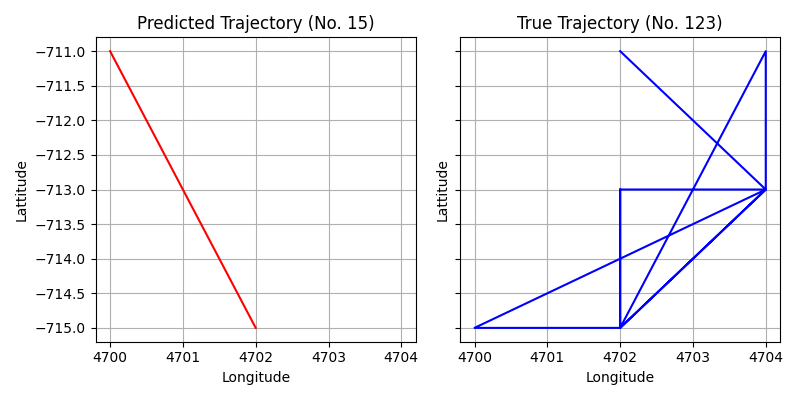 Predicted Trajectory (No. 15)
Lattitude
−711.0
−711.5
−712.0
−712.5
−713.0
−713.5
−714.0
−714.5
−715.0
4700 4701 4702 4703 4704
Longitude
True Trajectory (No. 123)
Lattitude
4700 4701 4702 4703 4704
Longitude